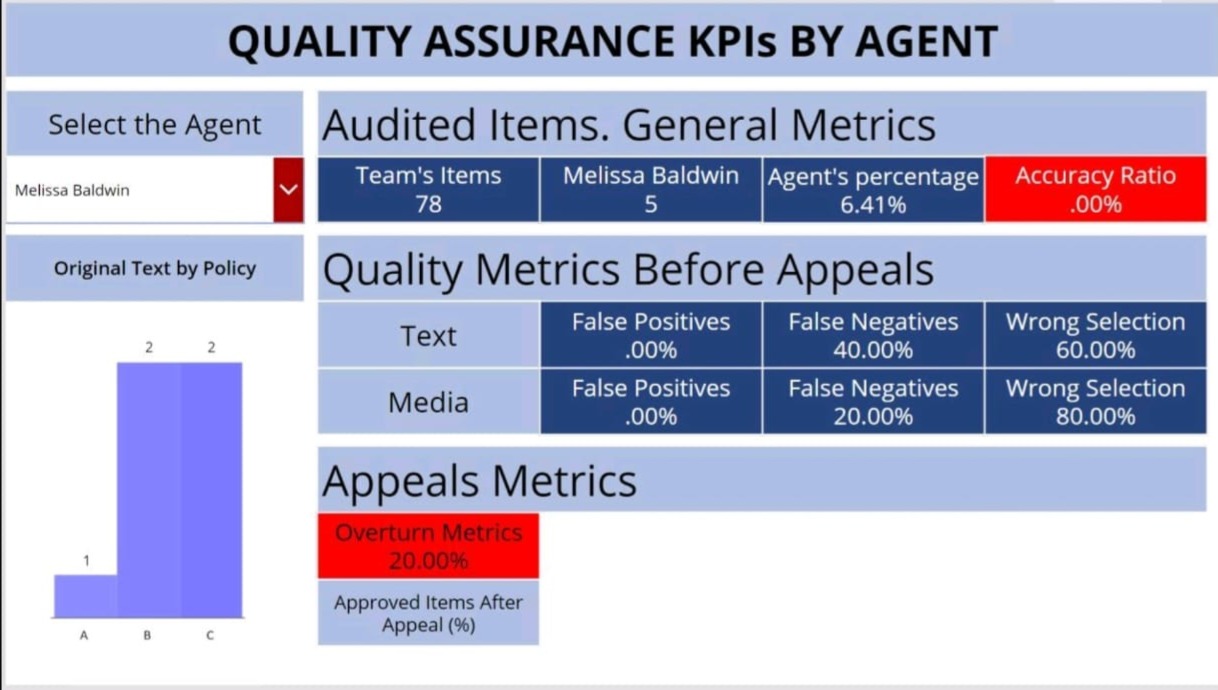 QUALITY ASSURANCE KPIs BY AGENT
Select the Agent
Melissa Baldwin
Audited Items. General Metrics
Team's Items
78
Melissa Baldwin
5
Agent's percentage
6.41%
Accuracy Ratio
.00%
Original Text by Policy
2
2
1
A
B
C
Quality Metrics Before Appeals
Text
False Positives
.00%
False Negatives
40.00%
Wrong Selection
60.00%
Media
False Positives
.00%
False Negatives
20.00%
Wrong Selection
80.00%
Appeals Metrics
Overturn Metrics
20.00%
Approved Items After
Appeal (%)